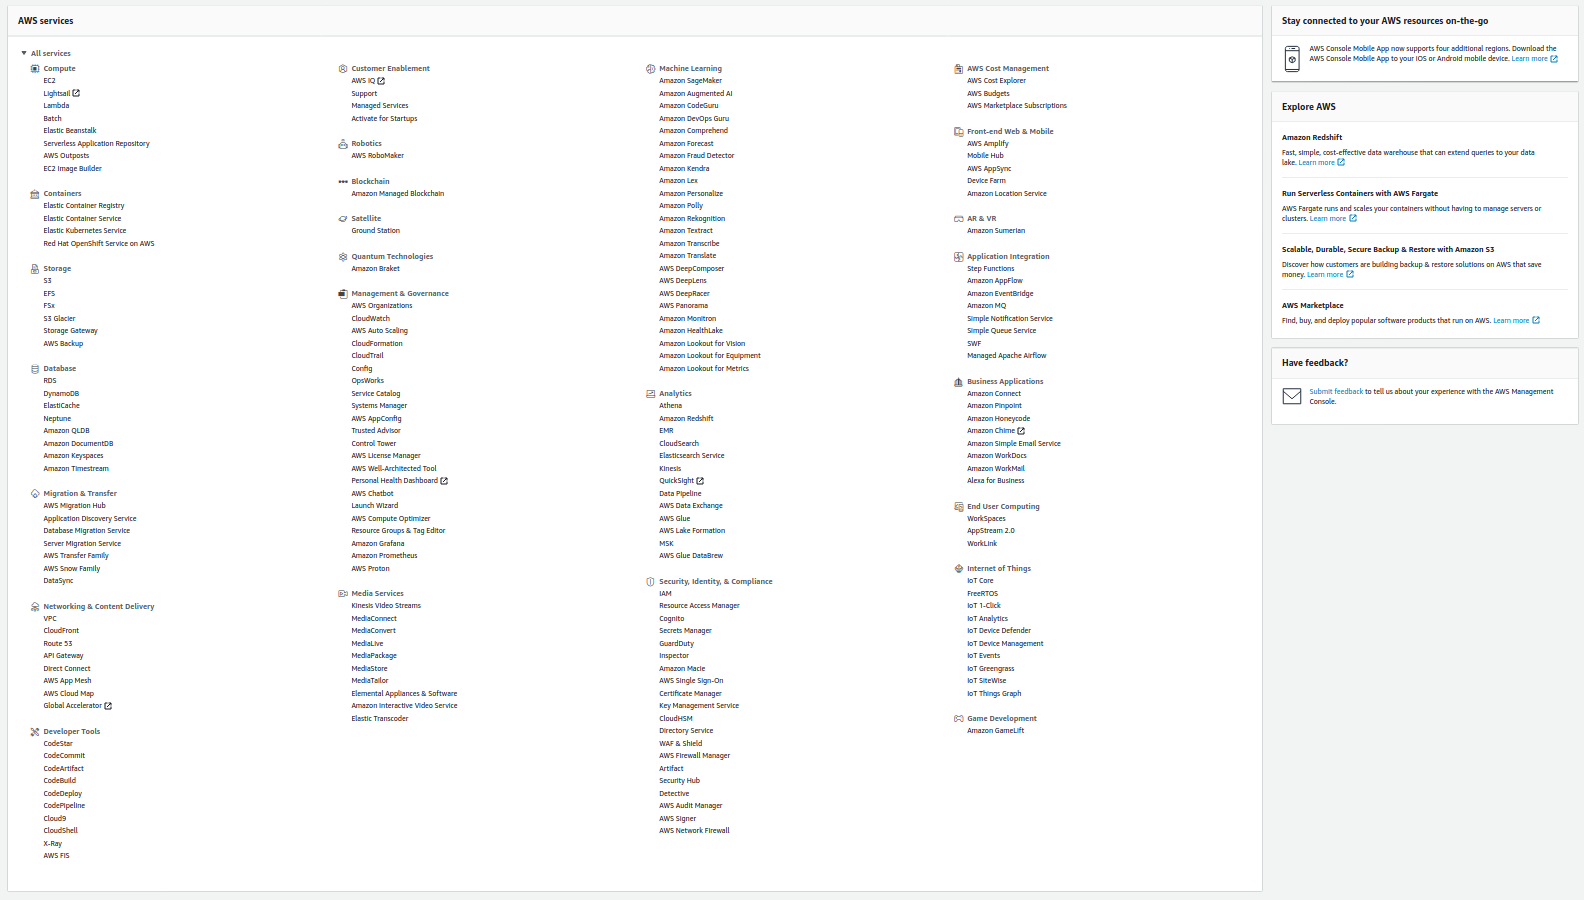 AWS services
All services
Compute
EC2
Lightsail
Lambda
Batch
Elastic Beanstalk
Serverless Application Repository
AWS Outposts
EC2 Image Builder
Containers
Elastic Container Registry
Elastic Container Service
Elastic Kubernetes Service
Red Hat OpenShift Service on AWS
Storage
S3
EFS
FSx
S3 Glacier
Storage Gateway
AWS Backup
Database
RDS
DynamoDB
ElastiCache
Neptune
Amazon QLDB
Amazon DocumentDB
Amazon Keyspaces
Amazon Timestream
Migration & Transfer
AWS Migration Hub
Application Discovery Service
Database Migration Service
Server Migration Service
AWS Transfer Family
AWS Snow Family
DataSync
Networking & Content Delivery
VPC
CloudFront
Route 53
API Gateway
Direct Connect
AWS App Mesh
AWS Cloud Map
Global Accelerator
Developer Tools
CodeStar
CodeCommit
CodeArtifact
CodeBuild
CodeDeploy
CodePipeline
Cloud9
CloudShell
X-Ray
AWS FIS
Customer Enablement
AWS IQ
Support
Managed Services
Activate for Startups
Robotics
AWS RoboMaker
Blockchain
Amazon Managed Blockchain
Satellite
Ground Station
Quantum Technologies
Amazon Braket
Management & Governance
AWS Organizations
CloudWatch
AWS Auto Scaling
CloudFormation
CloudTrail
Config
OpsWorks
Service Catalog
Systems Manager
AWS AppConfig
Trusted Advisor
Control Tower
AWS License Manager
AWS Well-Architected Tool
Personal Health Dashboard
AWS Chatbot
Launch Wizard
AWS Compute Optimizer
Resource Groups & Tag Editor
Amazon Grafana
Amazon Prometheus
AWS Proton
Media Services
Kinesis Video Streams
MediaConnect
MediaConvert
MediaLive
MediaPackage
MediaStore
MediaTailor
Elemental Appliances & Software
Amazon Interactive Video Service
Elastic Transcoder
Machine Learning
Amazon SageMaker
Amazon Augmented AI
Amazon CodeGuru
Amazon DevOps Guru
Amazon Comprehend
Amazon Forecast
Amazon Fraud Detector
Amazon Kendra
Amazon Lex
Amazon Personalize
Amazon Polly
Amazon Rekognition
Amazon Textract
Amazon Transcribe
Amazon Translate
AWS DeepComposer
AWS DeepLens
AWS DeepRacer
AWS Panorama
Amazon Monitron
Amazon HealthLake
Amazon Lookout for Vision
Amazon Lookout for Equipment
Amazon Lookout for Metrics
Analytics
Athena
Amazon Redshift
EMR
CloudSearch
Elasticsearch Service
Kinesis
QuickSight
Data Pipeline
AWS Data Exchange
AWS Glue
AWS Lake Formation
MSK
AWS Glue DataBrew
Security, Identity, & Compliance
IAM
Resource Access Manager
Cognito
Secrets Manager
GuardDuty
Inspector
Amazon Macie
AWS Single Sign-On
Certificate Manager
Key Management Service
CloudHSM
Directory Service
WAF & Shield
AWS Firewall Manager
Artifact
Security Hub
Detective
AWS Audit Manager
AWS Signer
AWS Network Firewall
AWS Cost Management
AWS Cost Explorer
AWS Budgets
AWS Marketplace Subscriptions
Front-end Web & Mobile
AWS Amplify
Mobile Hub
AWS AppSync
Device Farm
Amazon Location Service
AR & VR
Amazon Sumerian
Application Integration
Step Functions
Amazon AppFlow
Amazon EventBridge
Amazon MQ
Simple Notification Service
Simple Queue Service
SWF
Managed Apache Airflow
Business Applications
Amazon Connect
Amazon Pinpoint
Amazon Honeycode
Amazon Chime
Amazon Simple Email Service
Amazon WorkDocs
Amazon WorkMail
Alexa for Business
End User Computing
WorkSpaces
AppStream 2.0
WorkLink
Internet of Things
IoT Core
FreeRTOS
IoT 1-Click
IoT Analytics
IoT Device Defender
IoT Device Management
IoT Events
IoT Greengrass
IoT SiteWise
IoT Things Graph
Game Development
Amazon GameLift
Stay connected to your AWS resources on-the-go
AWS Console Mobile App now supports four additional regions. Download the
AWS Console Mobile App to your iOS or Android mobile device. Learn more
Explore AWS
Amazon Redshift
Fast, simple, cost-effective data warehouse that can extend queries to your data
lake. Learn more
Run Serverless Containers with AWS Fargate
AWS Fargate runs and scales your containers without having to manage servers or
clusters. Learn more
Scalable, Durable, Secure Backup & Restore with Amazon S3
Discover how customers are building backup & restore solutions on AWS that save
money. Learn more
AWS Marketplace
Find, buy, and deploy popular software products that run on AWS. Learn more
Have feedback?
Submit feedback to tell us about your experience with the AWS Management
Console.